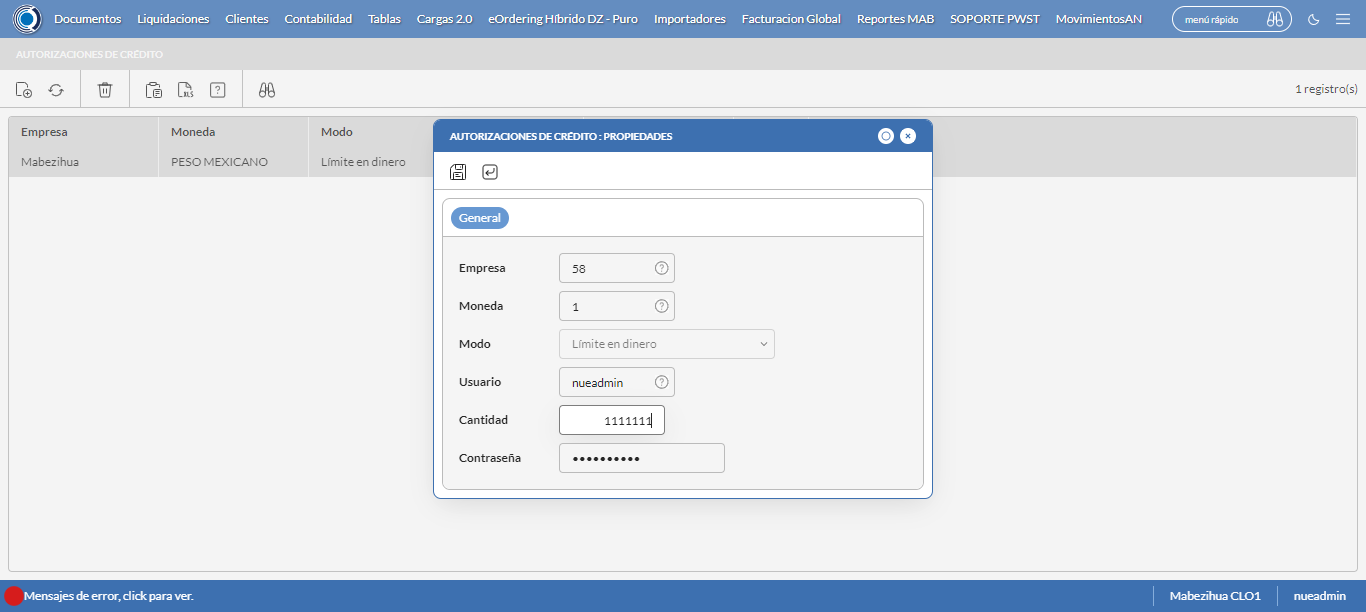 Documentos Liquidaciones Clientes Contabilidad Tablas Cargas 2.0 eOrdering Híbrido DZ - Puro Importadores Facturacion Global Reportes MAB SOPORTE PWST MovimientosAN menú rápido
AUTORIZACIONES DE CRÉDITO
XLS ? 1 registro(s)
Empresa Moneda Modo
Mabezihua PESO MEXICANO Límite en dinero
AUTORIZACIONES DE CRÉDITO : PROPIEDADES
General
Empresa 58 ?
Moneda 1 ?
Modo Límite en dinero
Usuario nueadmin ?
Cantidad 1111111
Contraseña ••••••••••
Mensajes de error, click para ver. Mabezihua CLO1 nueadmin